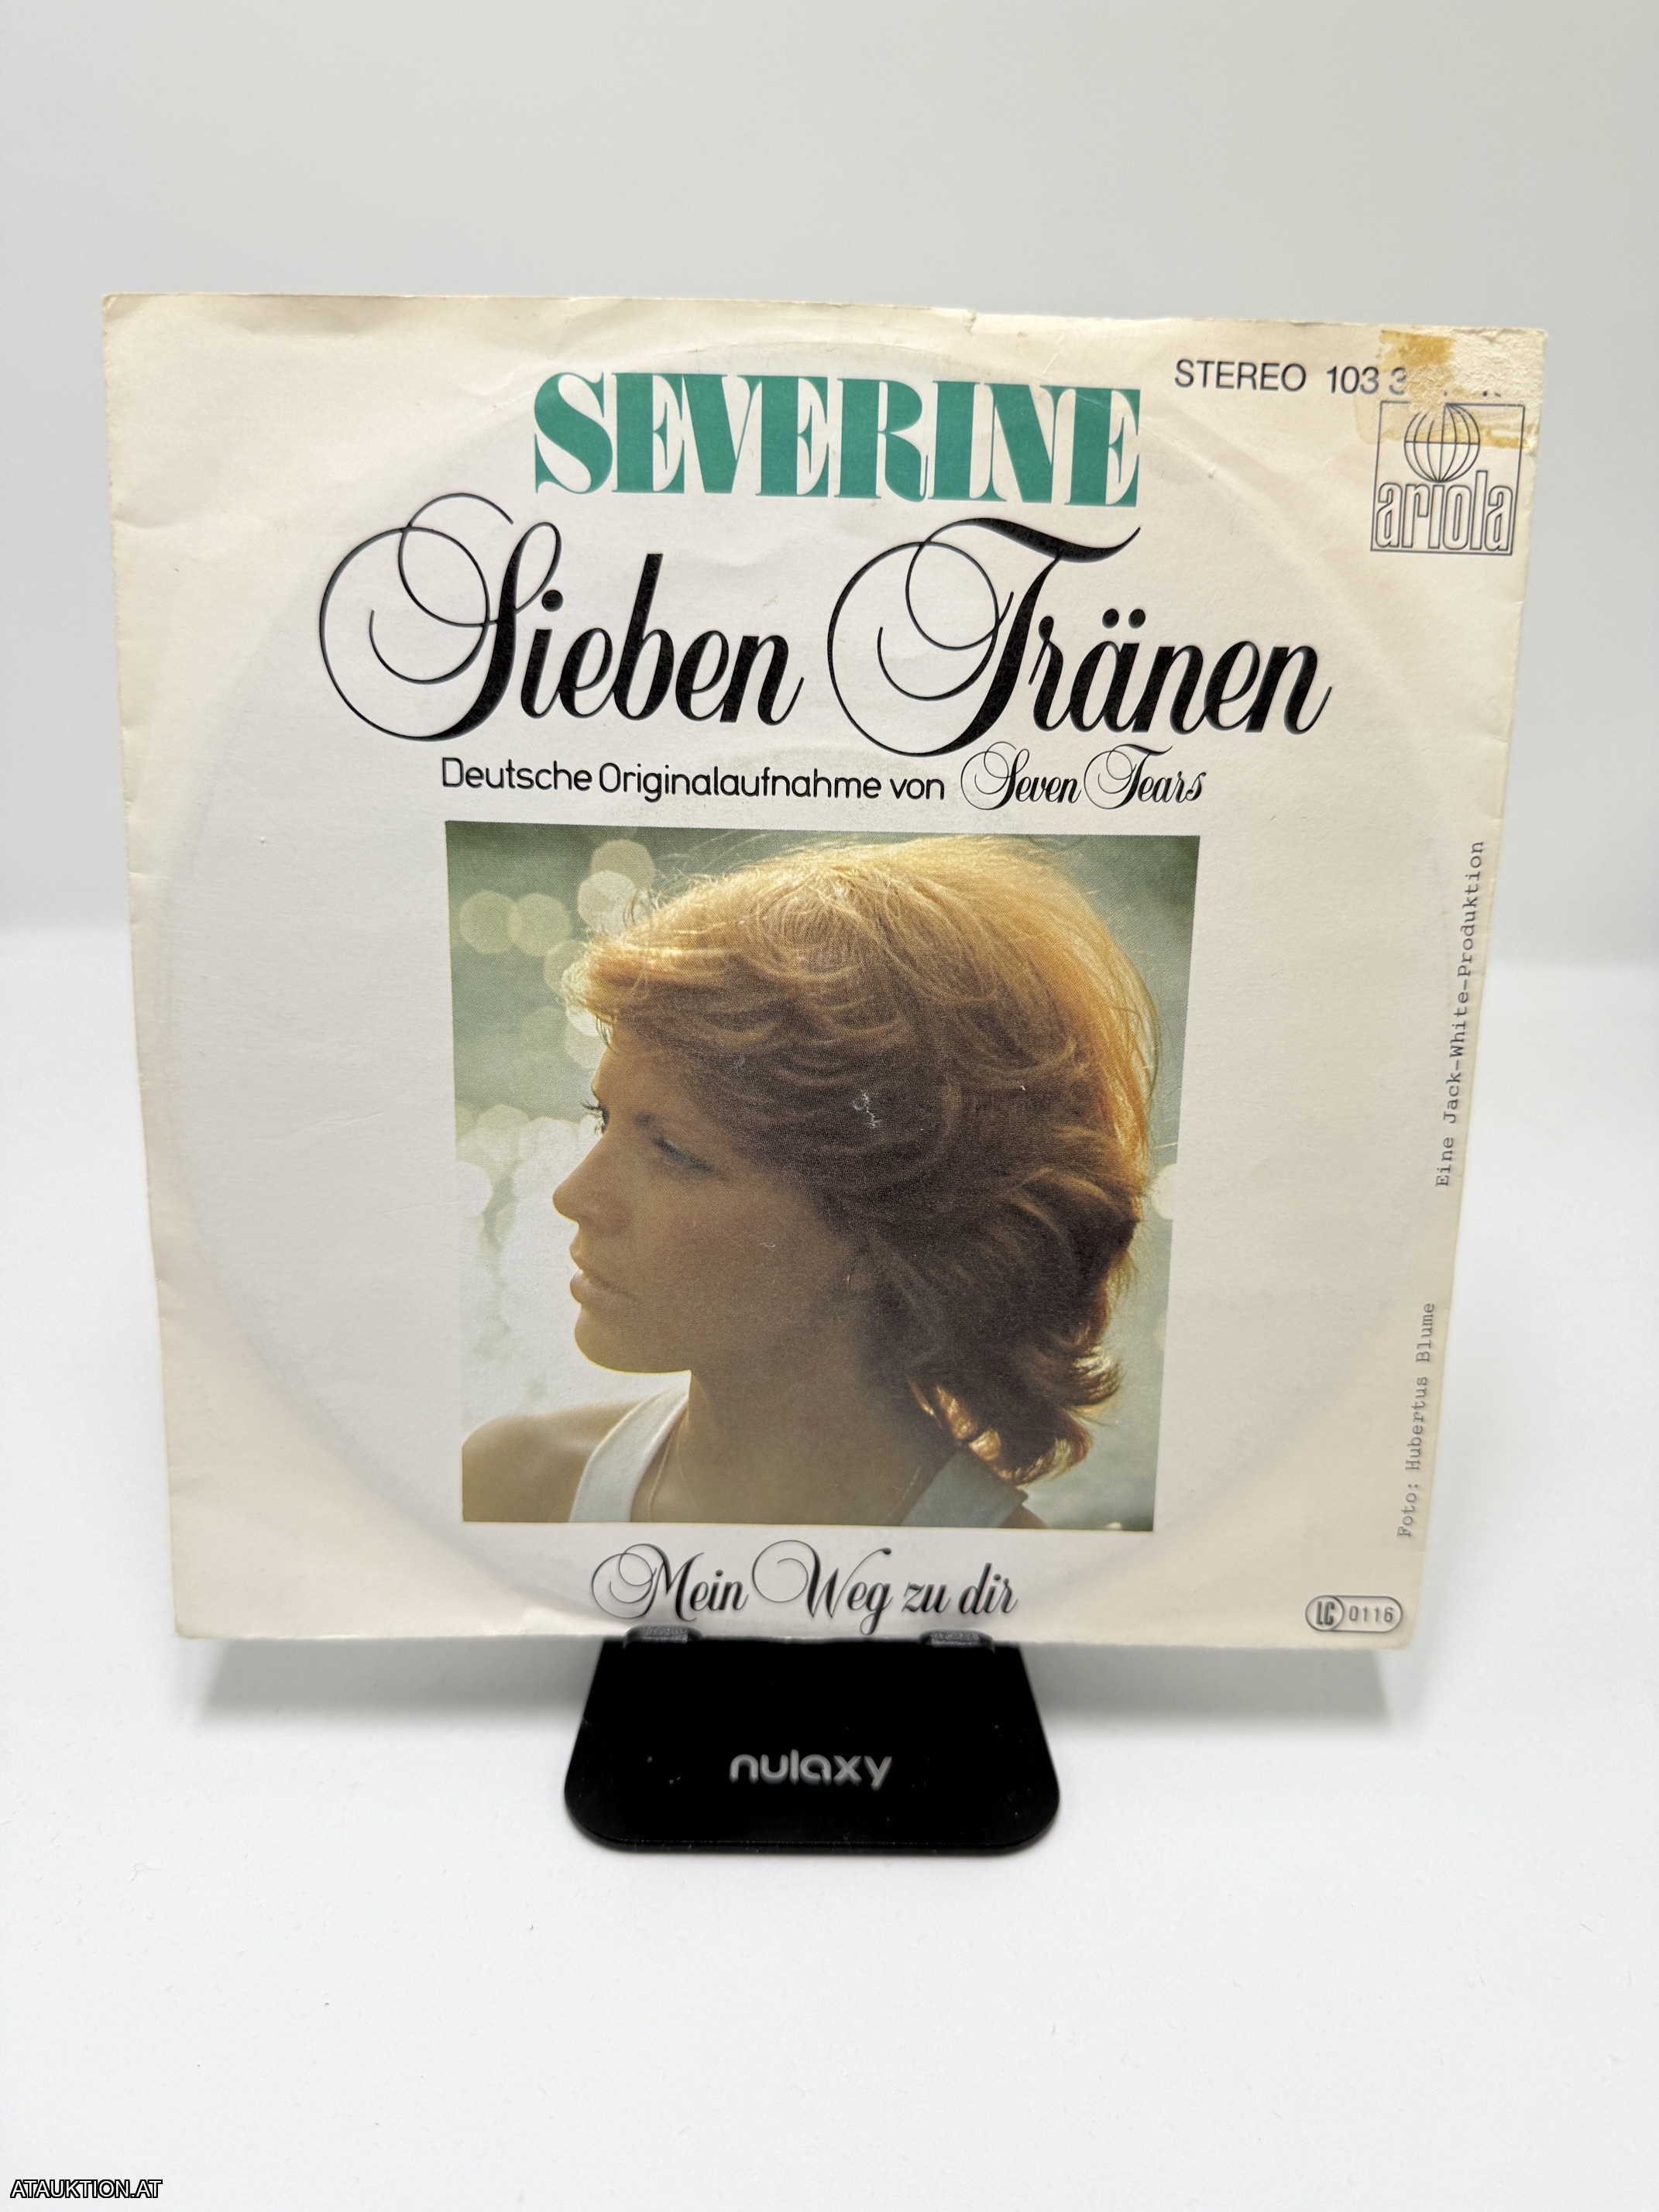 STEREO 103
SEVERINE
ariola
Sieben Tränen
Deutsche Originalaufnahme von Seven Tears
Eine Jack-White-Produktion
Foto: Hubertus Blume
Mein Weg zu dir
LC 0116
nulaxy
ATAUKTION.AT